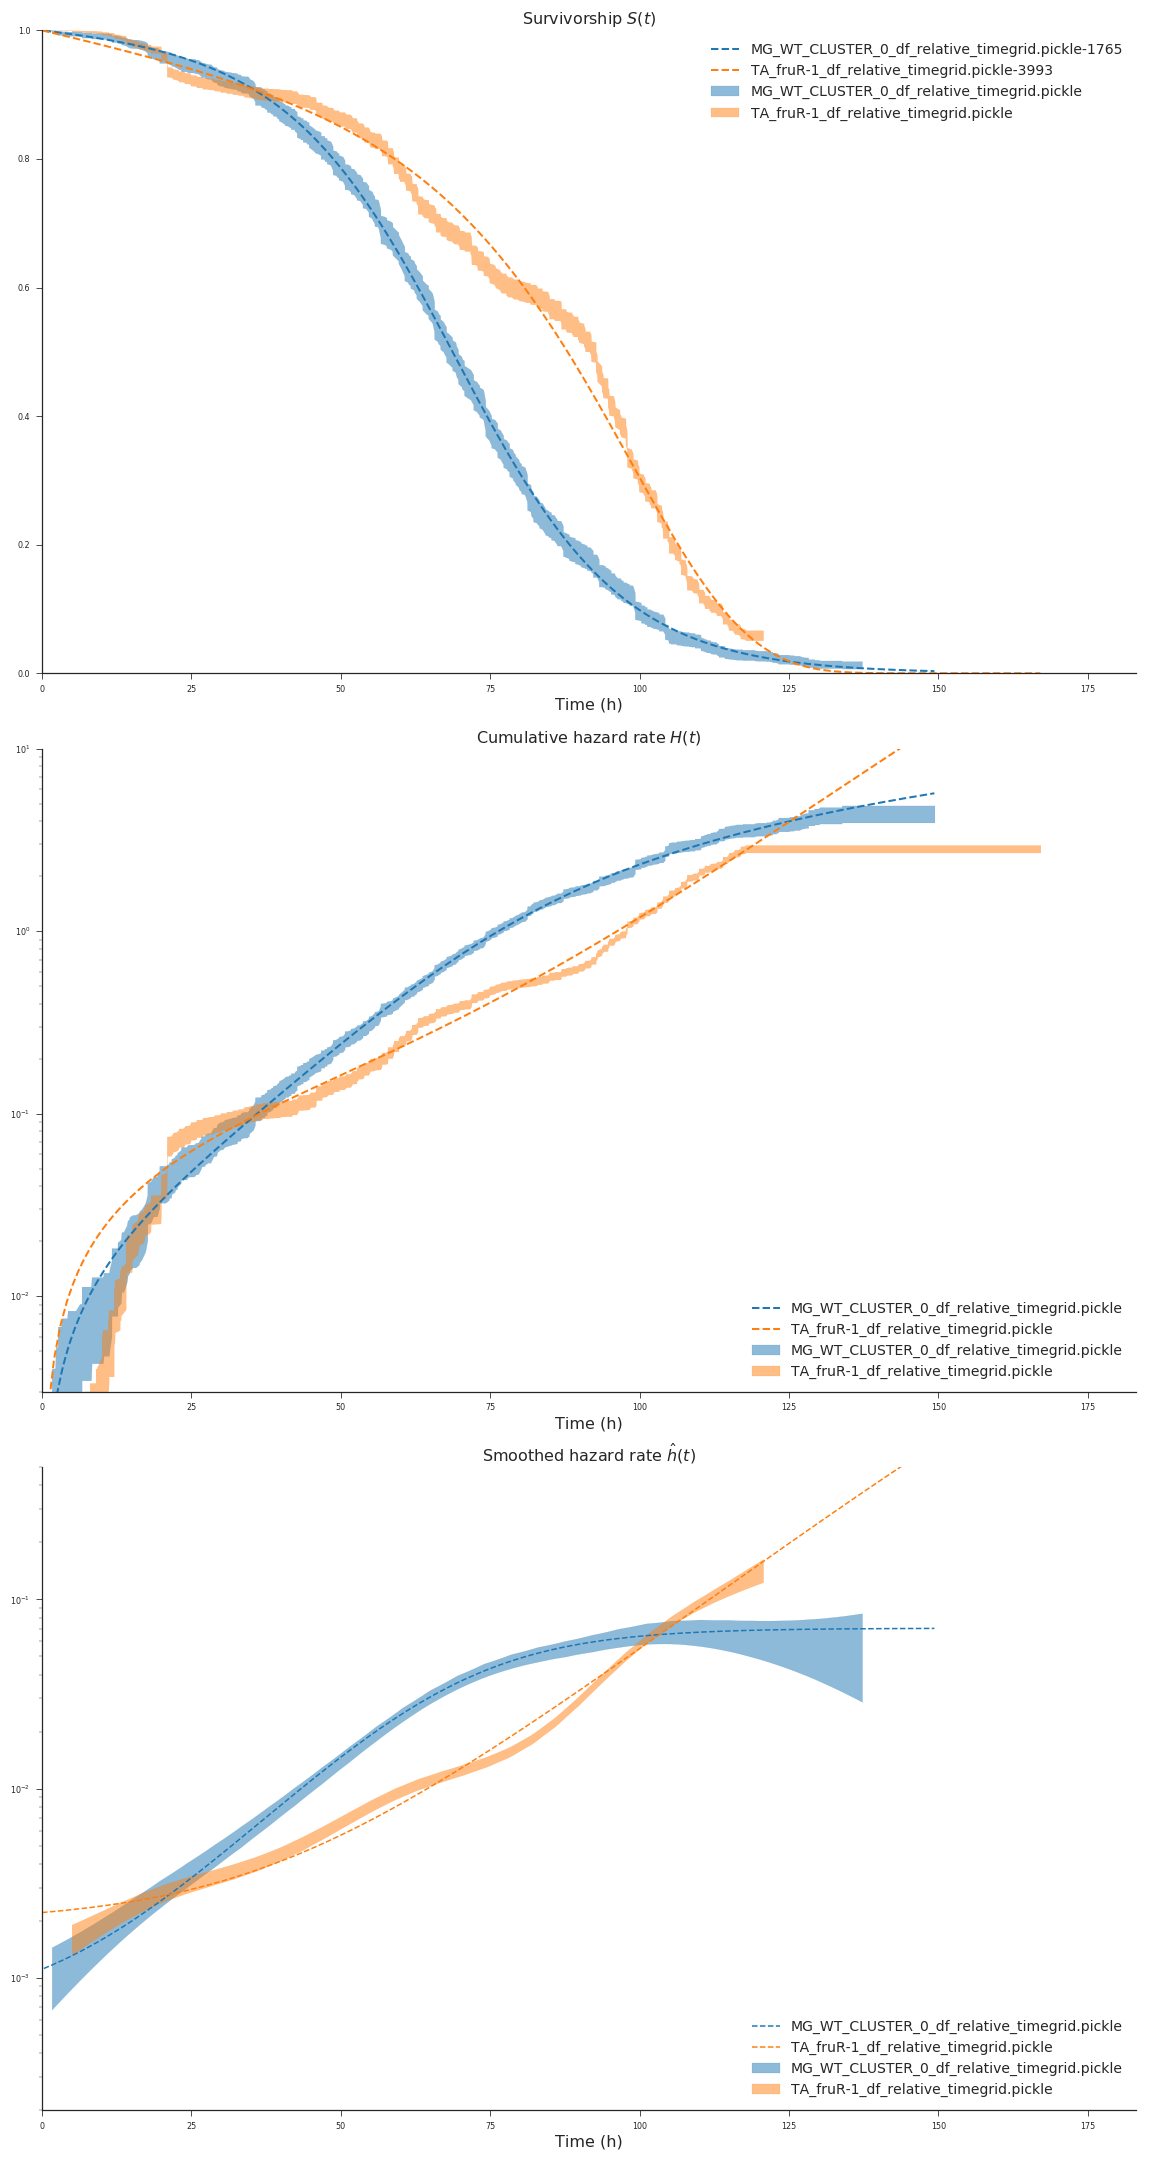 Survivorship S(t)
1.0
MG_WT_CLUSTER_0_df_relative_timegrid.pickle-1765
TA_fruR-1_df_relative_timegrid.pickle-3993
MG_WT_CLUSTER_0_df_relative_timegrid.pickle
TA_fruR-1_df_relative_timegrid.pickle
0.8
0.6
0.4
0.2
0.0
0 25 50 75 100 125 150 175
Time (h)
Cumulative hazard rate H(t)
10¹
10⁰
10⁻¹
10⁻²
MG_WT_CLUSTER_0_df_relative_timegrid.pickle
TA_fruR-1_df_relative_timegrid.pickle
MG_WT_CLUSTER_0_df_relative_timegrid.pickle
TA_fruR-1_df_relative_timegrid.pickle
0 25 50 75 100 125 150 175
Time (h)
Smoothed hazard rate ĥ(t)
10⁻¹
10⁻²
10⁻³
MG_WT_CLUSTER_0_df_relative_timegrid.pickle
TA_fruR-1_df_relative_timegrid.pickle
MG_WT_CLUSTER_0_df_relative_timegrid.pickle
TA_fruR-1_df_relative_timegrid.pickle
0 25 50 75 100 125 150 175
Time (h)